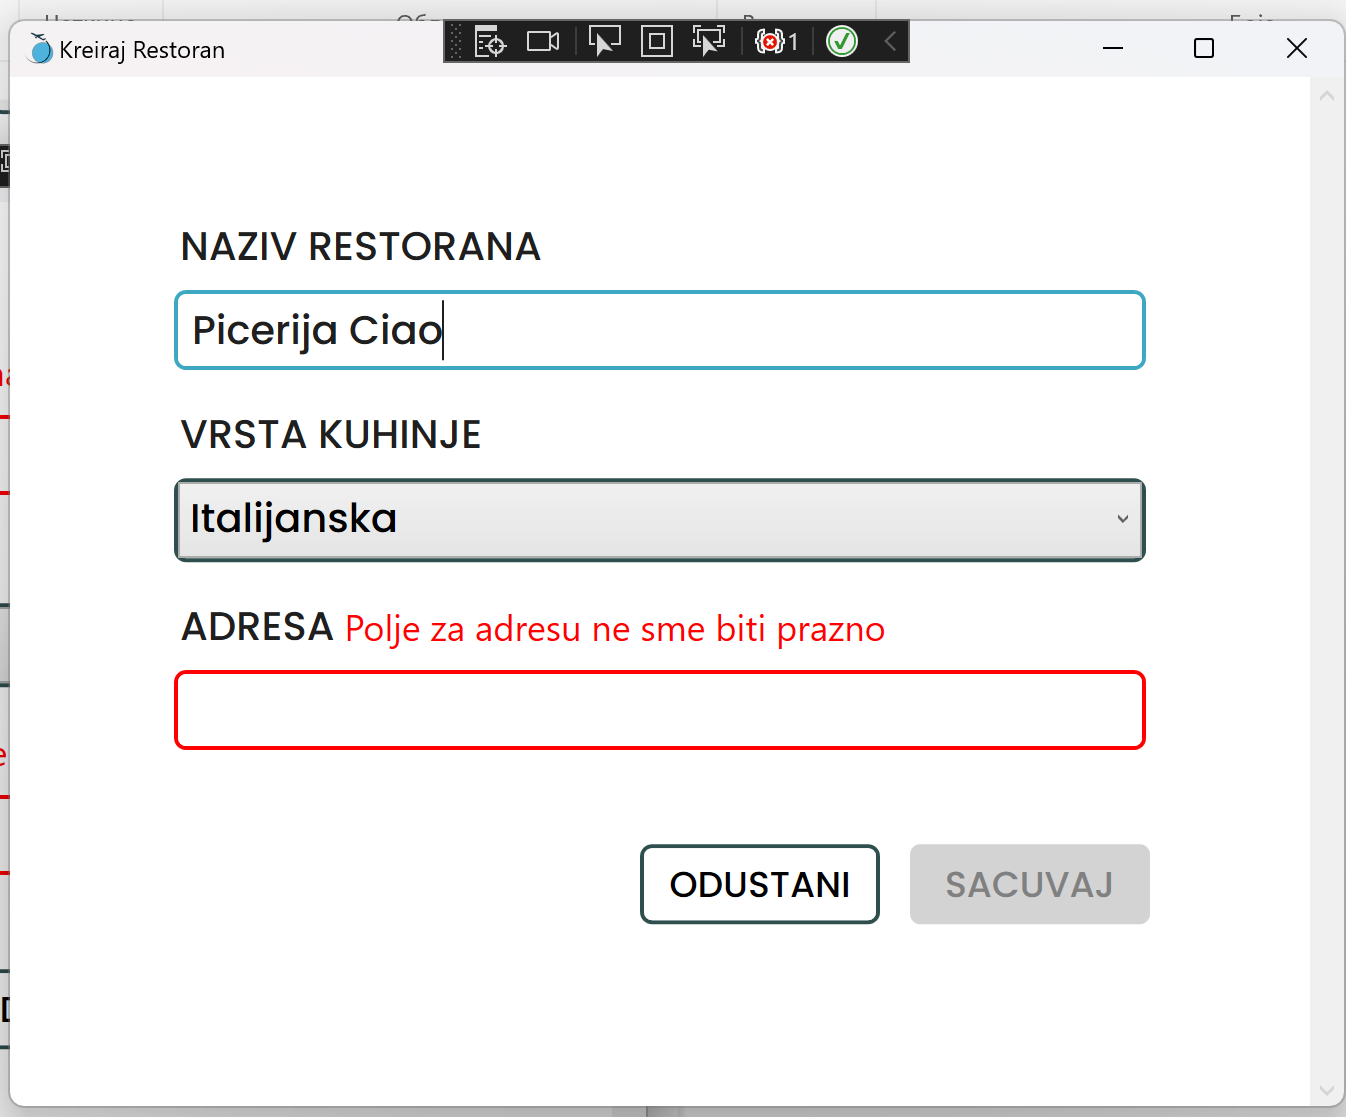 Kreiraj Restoran
1
NAZIV RESTORANA
Picerija Ciao
VRSTA KUHINJE
Italijanska
ADRESA Polje za adresu ne sme biti prazno
ODUSTANI
SACUVAJ